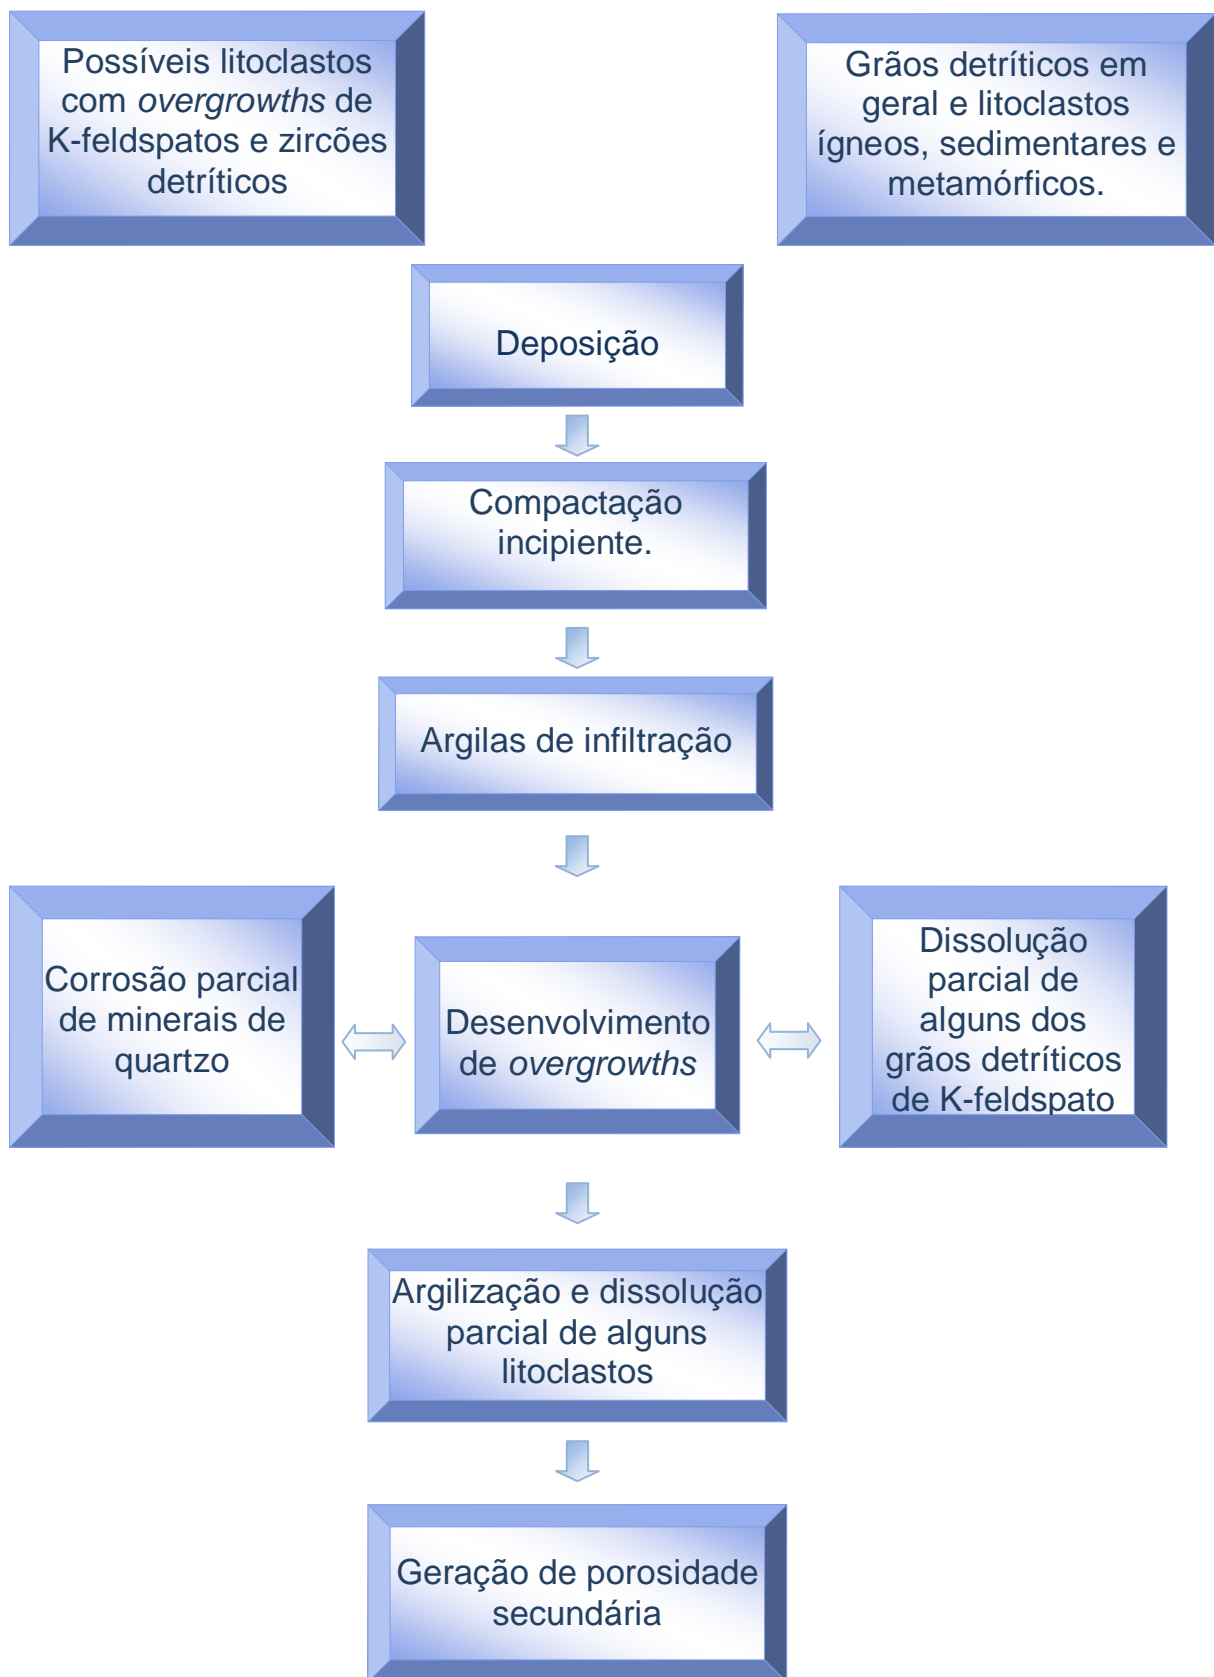 Possíveis litoclastos
com overgrowths de
K-feldspatos e zircões
detríticos
Grãos detríticos em
geral e litoclastos
ígneos, sedimentares e
metamórficos.
Deposição
Compactação
incipiente.
Argilas de infiltração
Corrosão parcial
de minerais de
quartzo
Desenvolvimento
de overgrowths
Dissolução
parcial de
alguns dos
grãos detríticos
de K-feldspato
Argilização e dissolução
parcial de alguns
litoclastos
Geração de porosidade
secundária